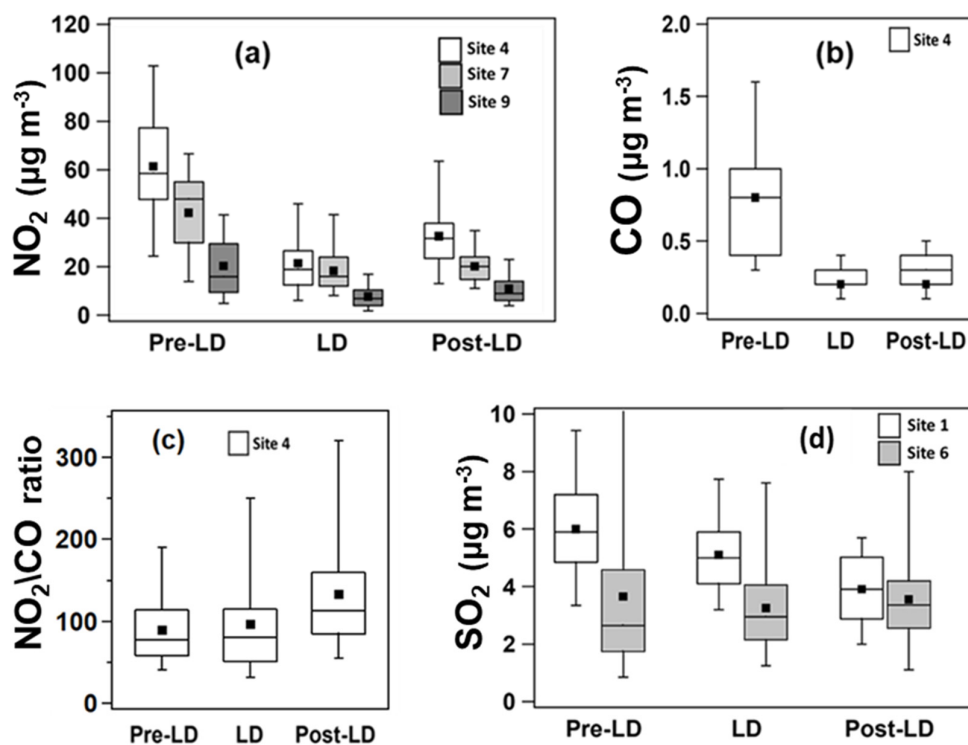 (a)
Site 4
Site 7
Site 9
NO₂ (µg m⁻³)
120
100
80
60
40
20
0
Pre-LD LD Post-LD
(b)
Site 4
CO (µg m⁻³)
2.0
1.5
1.0
0.5
0.0
Pre-LD LD Post-LD
(c)
Site 4
NO₂\CO ratio
300
200
100
0
Pre-LD LD Post-LD
(d)
Site 1
Site 6
SO₂ (µg m⁻³)
10
8
6
4
2
0
Pre-LD LD Post-LD